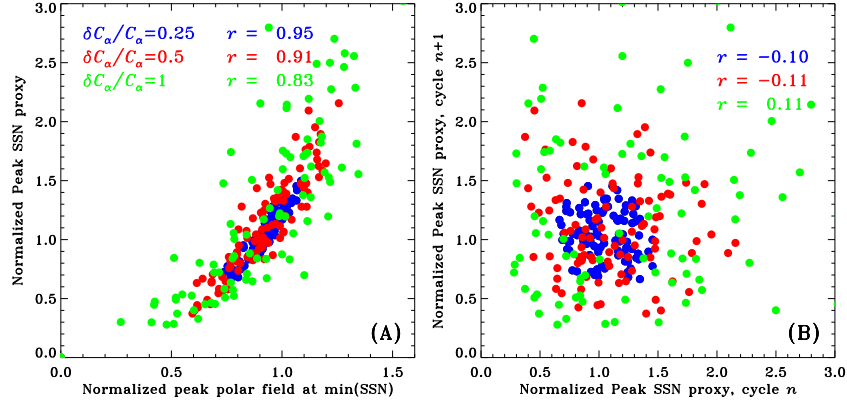 δCα/Cα=0.25 r = 0.95
δCα/Cα=0.5 r = 0.91
δCα/Cα=1 r = 0.83
Normalized Peak SSN proxy
3.0
2.5
2.0
1.5
1.0
0.5
0.0
(A)
0.0 0.5 1.0 1.5
Normalized peak polar field at min(SSN)
r = −0.10
r = −0.11
r = 0.11
Normalized Peak SSN proxy, cycle n+1
3.0
2.5
2.0
1.5
1.0
0.5
0.0
(B)
0.0 0.5 1.0 1.5 2.0 2.5 3.0
Normalized Peak SSN proxy, cycle n